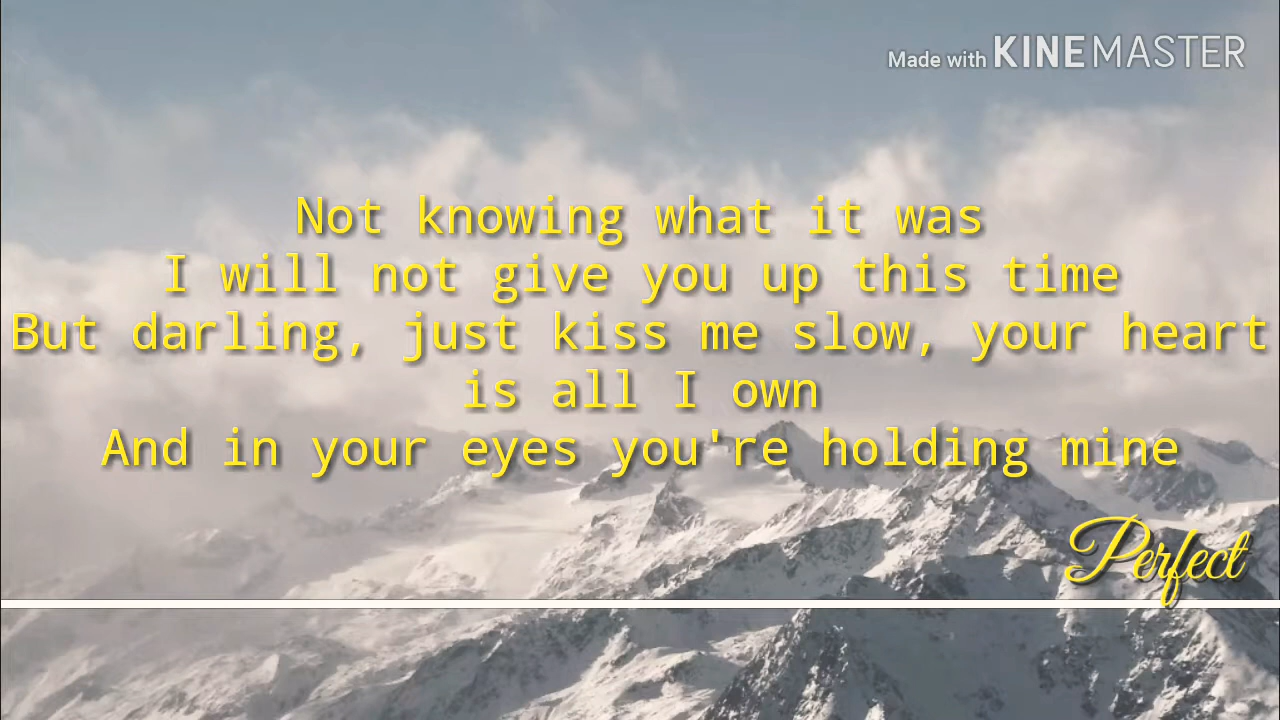 Made with KINEMASTER
Not knowing what it was
I will not give you up this time
But darling, just kiss me slow, your heart
is all I own
And in your eyes you're holding mine
Perfect